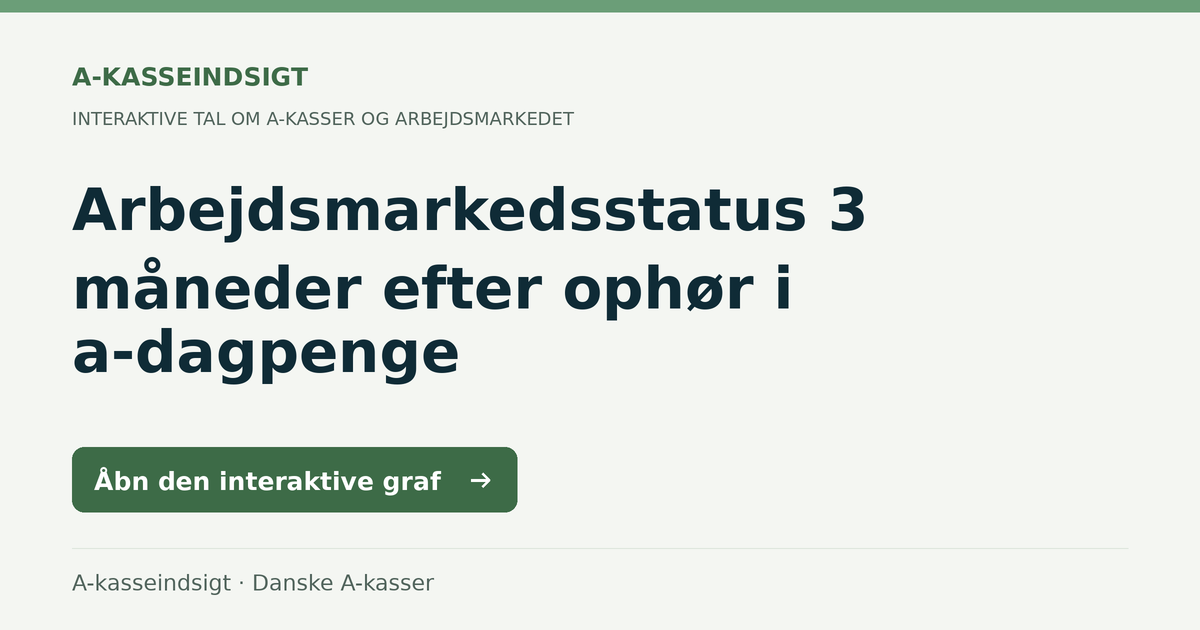 A-KASSEINDSIGT
INTERAKTIVE TAL OM A-KASSER OG ARBEJDSMARKEDET
Arbejdsmarkedsstatus 3
måneder efter ophør i
a-dagpenge
Åbn den interaktive graf →
A-kasseindsigt · Danske A-kasser